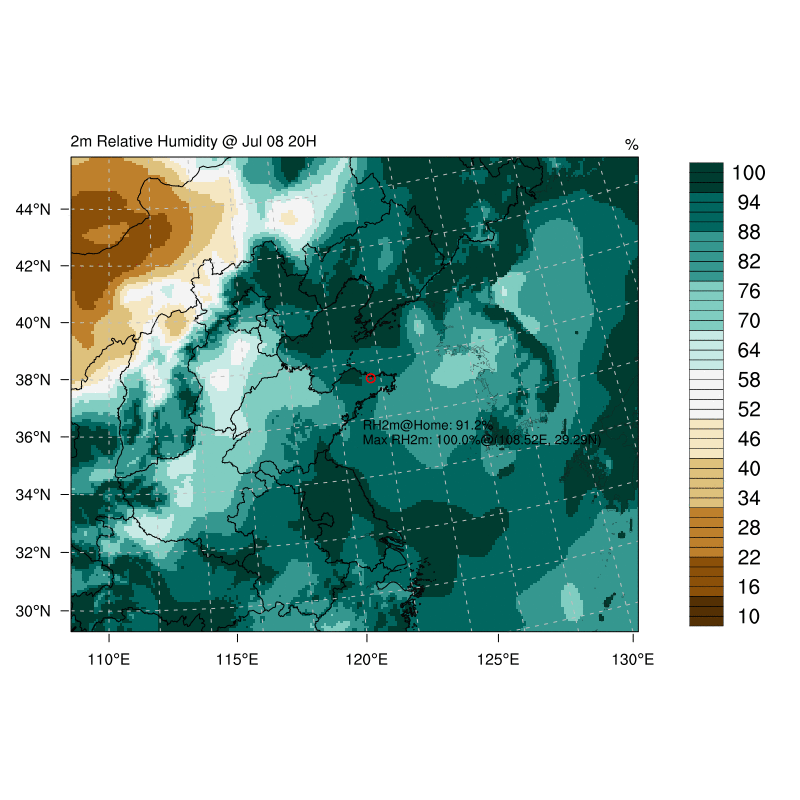 2m Relative Humidity @ Jul 08 20H
%
44°N
42°N
40°N
38°N
36°N
34°N
32°N
30°N
110°E
115°E
120°E
125°E
130°E
RH2m@Home: 91.2%
Max RH2m: 100.0%@(108.52E, 29.29N)
100
94
88
82
76
70
64
58
52
46
40
34
28
22
16
10